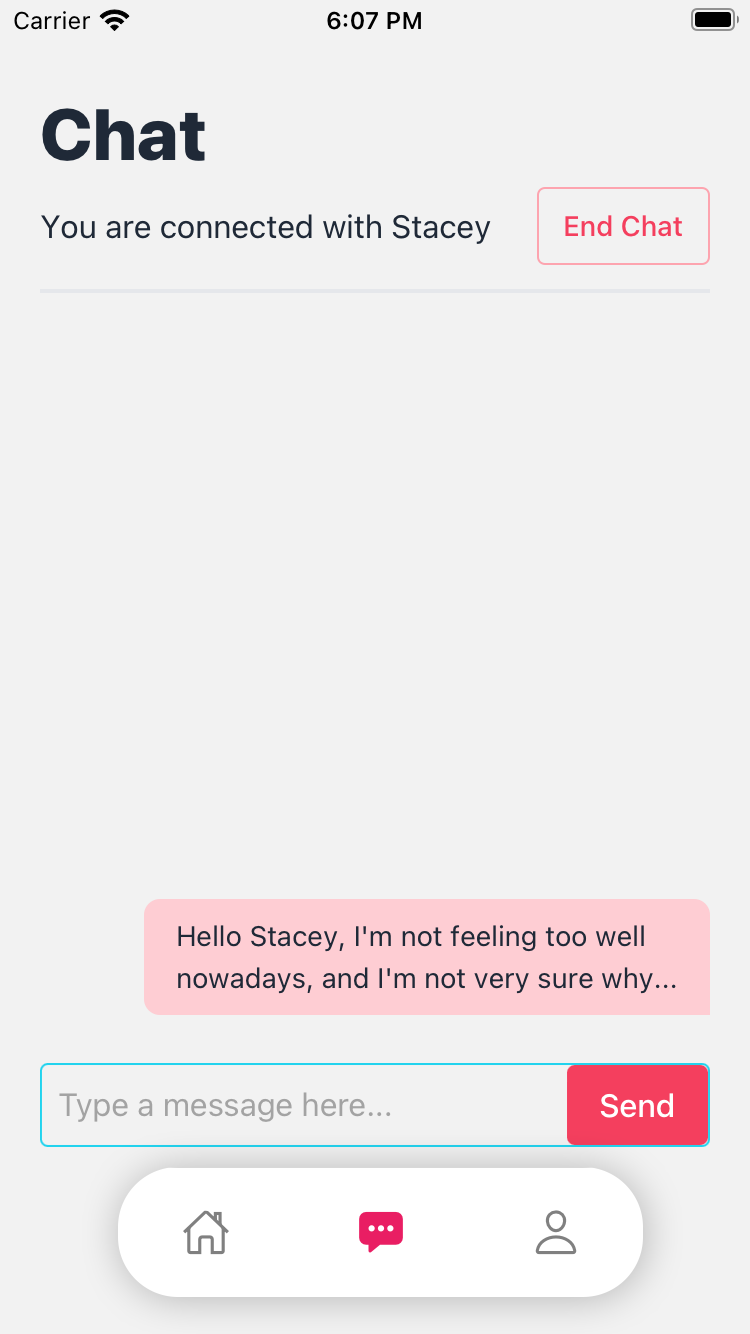 Carrier 6:07 PM
Chat
You are connected with Stacey End Chat
Hello Stacey, I'm not feeling too well
nowadays, and I'm not very sure why...
Type a message here... Send